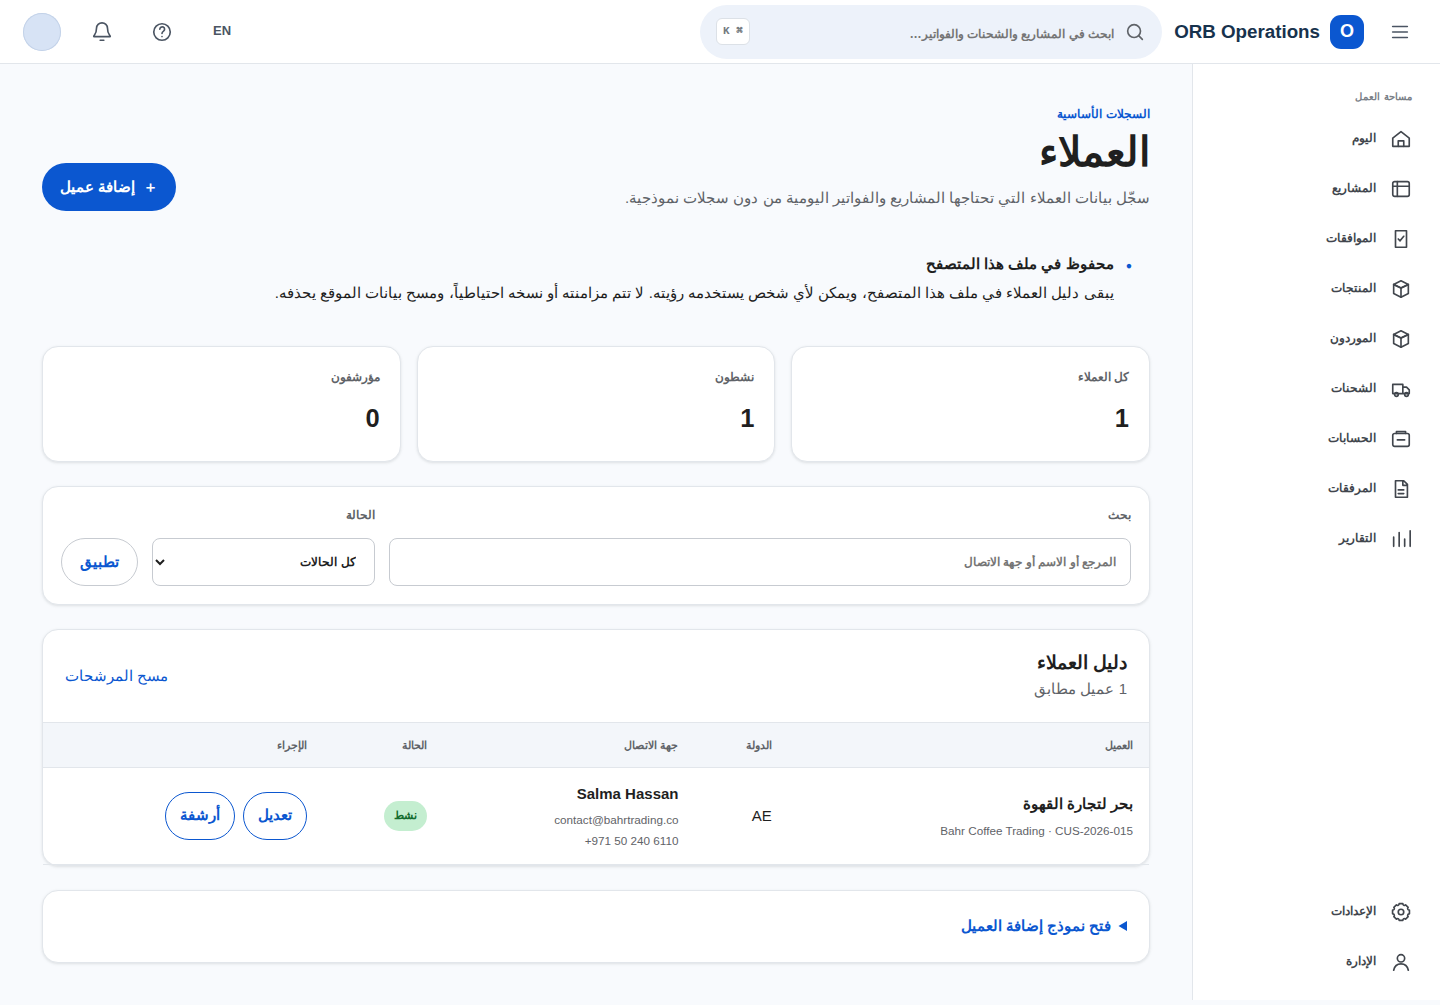 O
ORB Operations
ابحث في المشاريع والشحنات والفواتير...
⌘ K
EN
مساحة العمل
اليوم
المشاريع
الموافقات
المنتجات
الموردون
الشحنات
الحسابات
المرفقات
التقارير
الإعدادات
الإدارة
السجلات الأساسية
العملاء
سجّل بيانات العملاء التي تحتاجها المشاريع والفواتير اليومية من دون سجلات نموذجية.
+ إضافة عميل
محفوظ في ملف هذا المتصفح
يبقى دليل العملاء في ملف هذا المتصفح، ويمكن لأي شخص يستخدمه رؤيته. لا تتم مزامنته أو نسخه احتياطياً، ومسح بيانات الموقع يحذفه.
كل العملاء
1
نشطون
1
مؤرشفون
0
بحث
المرجع أو الاسم أو جهة الاتصال
الحالة
كل الحالات
تطبيق
دليل العملاء
1 عميل مطابق
مسح المرشحات
العميل
الدولة
جهة الاتصال
الحالة
الإجراء
بحر لتجارة القهوة
Bahr Coffee Trading · CUS-2026-015
AE
Salma Hassan
contact@bahrtrading.co
+971 50 240 6110
نشط
تعديل
أرشفة
فتح نموذج إضافة العميل